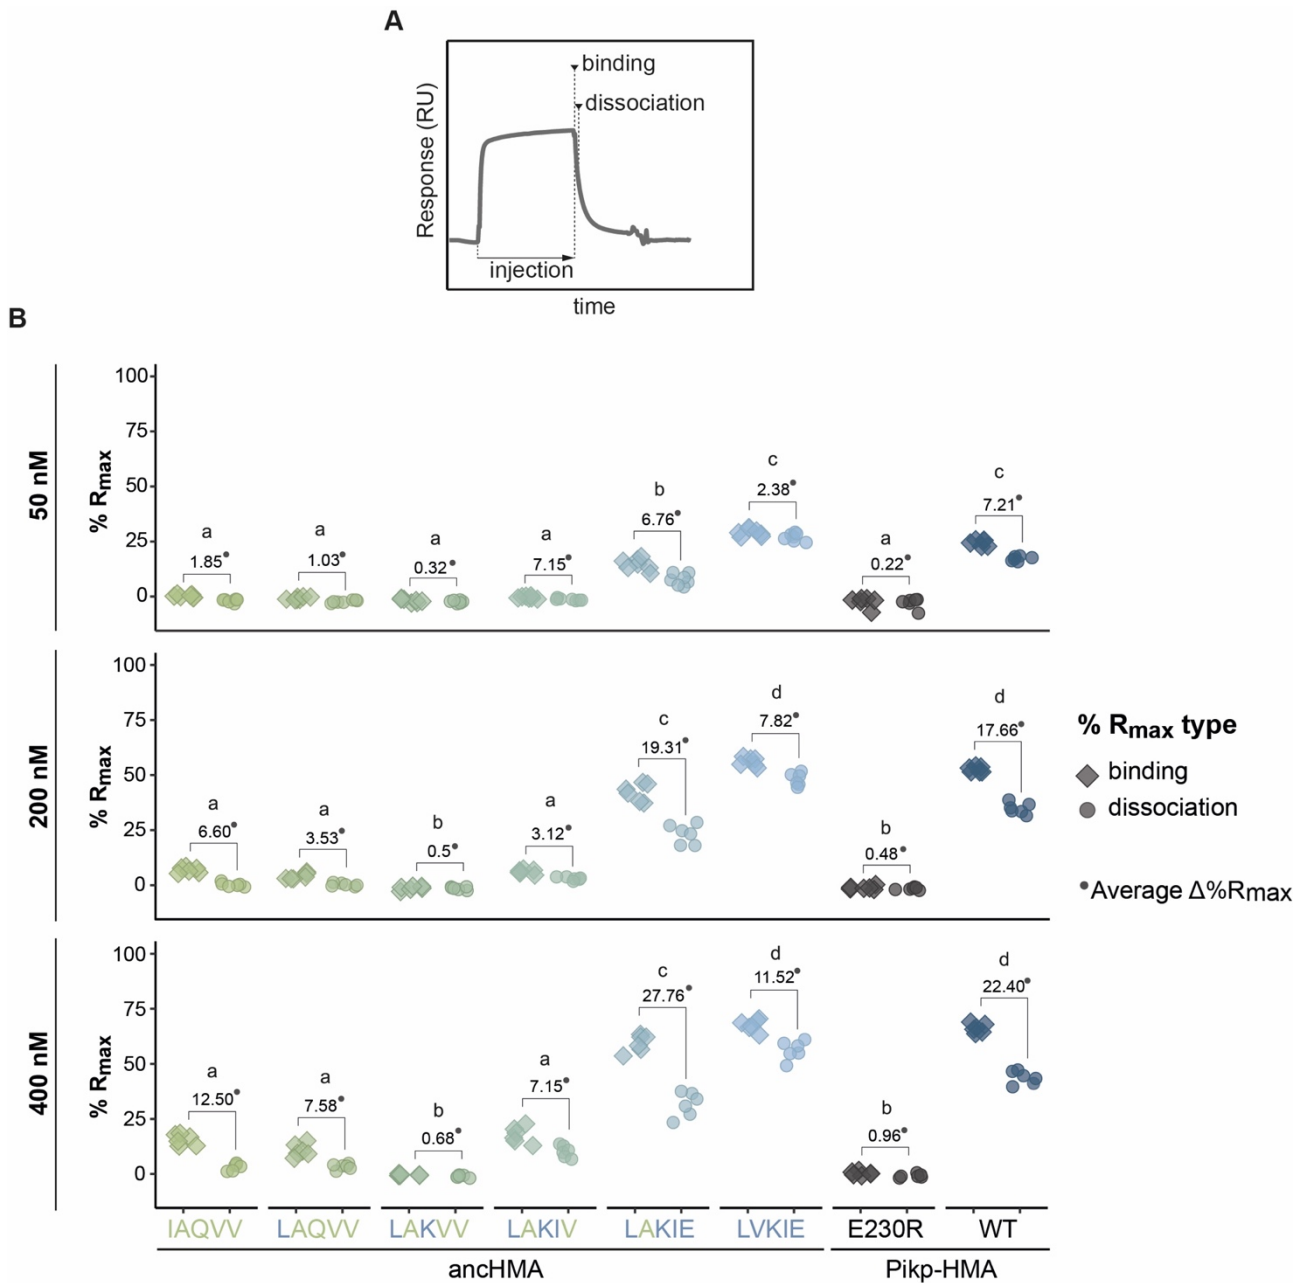 A
binding
dissociation
Response (RU)
injection
time
B
50 nM
% Rmax
100
75
50
25
0
a
1.85•
a
1.03•
a
0.32•
a
7.15•
b
6.76•
c
2.38•
a
0.22•
c
7.21•
200 nM
% Rmax
100
75
50
25
0
a
6.60•
a
3.53•
b
0.5•
a
3.12•
c
19.31•
d
7.82•
b
0.48•
d
17.66•
% Rmax type
binding
dissociation
•Average Δ%Rmax
400 nM
% Rmax
100
75
50
25
0
a
12.50•
a
7.58•
b
0.68•
a
7.15•
c
27.76•
d
11.52•
b
0.96•
d
22.40•
IAQVV LAQVV LAKVV LAKIV LAKIE LVKIE E230R WT
ancHMA Pikp-HMA